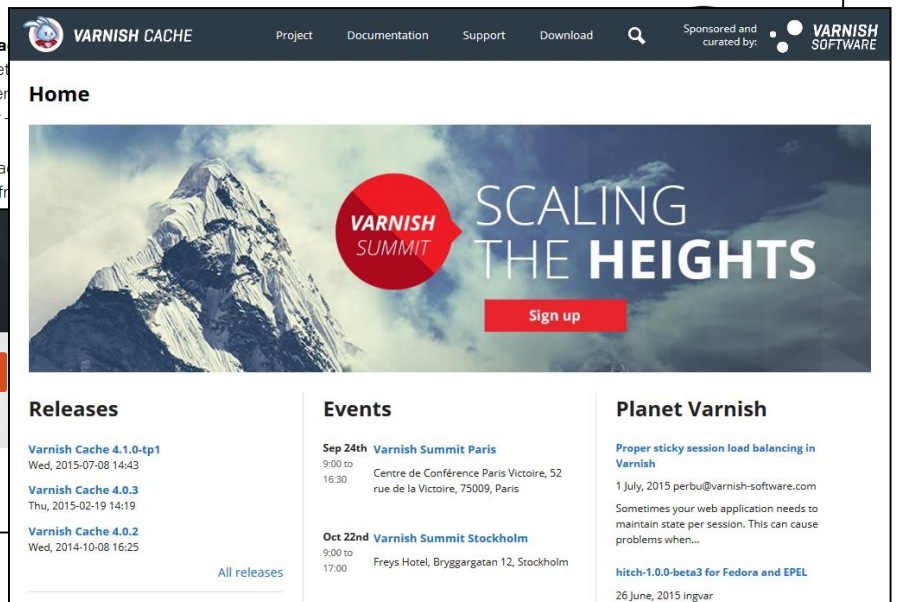 VARNISH CACHE
Project
Documentation
Support
Download
Sponsored and
curated by:
VARNISH
SOFTWARE
Home
VARNISH
SUMMIT
SCALING
THE HEIGHTS
Sign up
Releases
Varnish Cache 4.1.0-tp1
Wed, 2015-07-08 14:43
Varnish Cache 4.0.3
Thu, 2015-02-19 14:19
Varnish Cache 4.0.2
Wed, 2014-10-08 16:25
All releases
Events
Sep 24th Varnish Summit Paris
9:00 to
16:30
Centre de Conférence Paris Victoire, 52
rue de la Victoire, 75009, Paris
Oct 22nd Varnish Summit Stockholm
9:00 to
17:00
Freys Hotel, Bryggargatan 12, Stockholm
Planet Varnish
Proper sticky session load balancing in
Varnish
1 July, 2015 perbu@varnish-software.com
Sometimes your web application needs to
maintain state per session. This can cause
problems when...
hitch-1.0.0-beta3 for Fedora and EPEL
26 June, 2015 ingvar